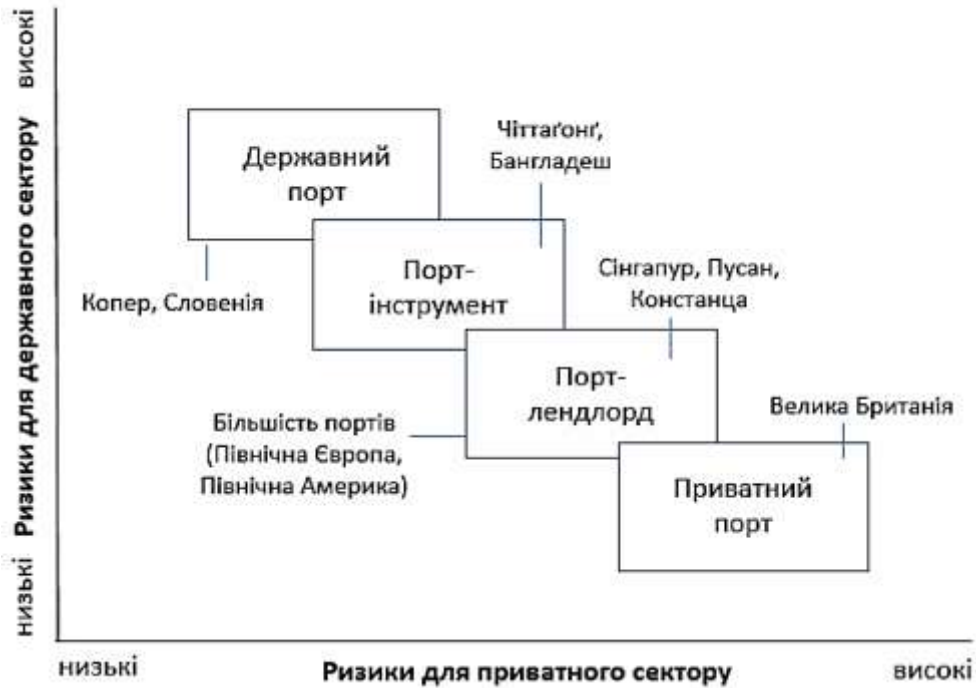 високі
Ризики для державного сектору
низькі
Державний
порт
Чіттаґонґ,
Бангладеш
Копер, Словенія
Порт-
інструмент
Сінгапур, Пусан,
Констанца
Більшість портів
(Північна Європа,
Північна Америка)
Порт-
лендлорд
Велика Британія
Приватний
порт
низькі
Ризики для приватного сектору
високі